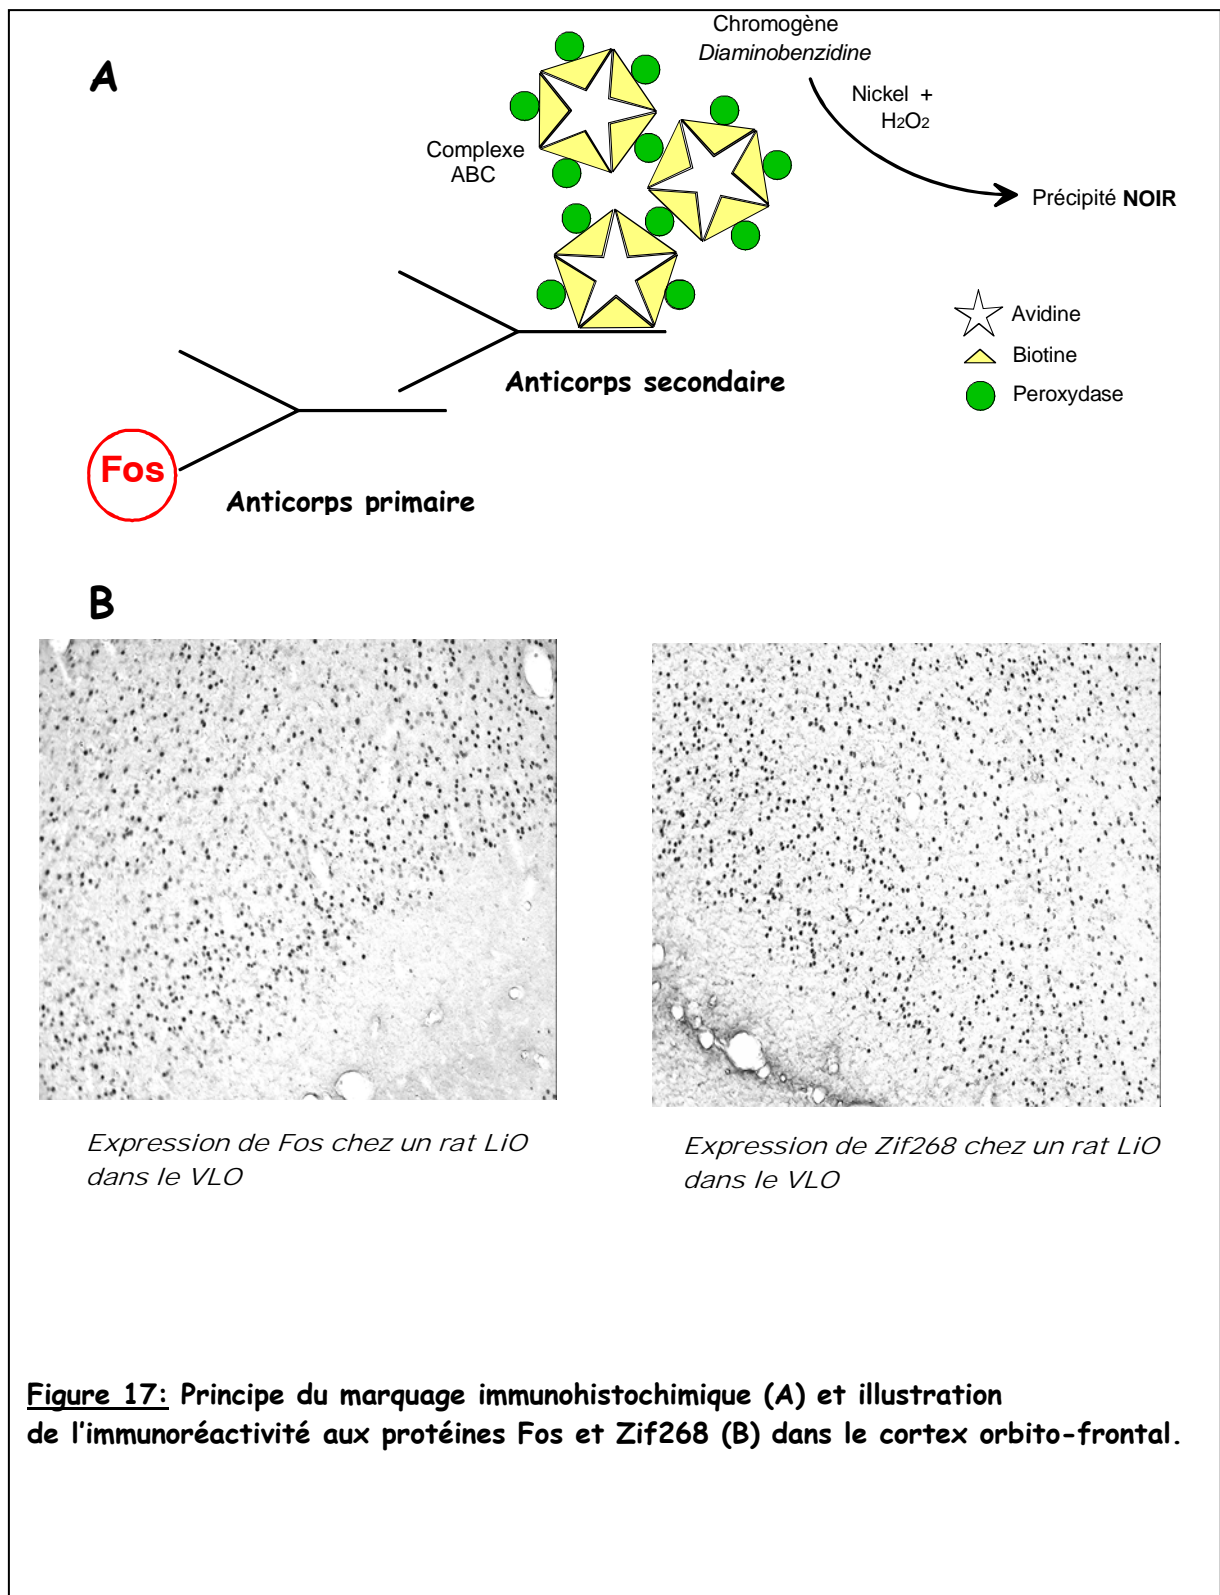 A
Chromogène
Diaminobenzidine
Nickel +
H2O2
Complexe
ABC
Précipité NOIR
Avidine
Biotine
Peroxydase
Anticorps secondaire
Fos
Anticorps primaire
B
Expression de Fos chez un rat LiO
dans le VLO
Expression de Zif268 chez un rat LiO
dans le VLO
Figure 17: Principe du marquage immunohistochimique (A) et illustration
de l'immunoréactivité aux protéines Fos et Zif268 (B) dans le cortex orbito-frontal.